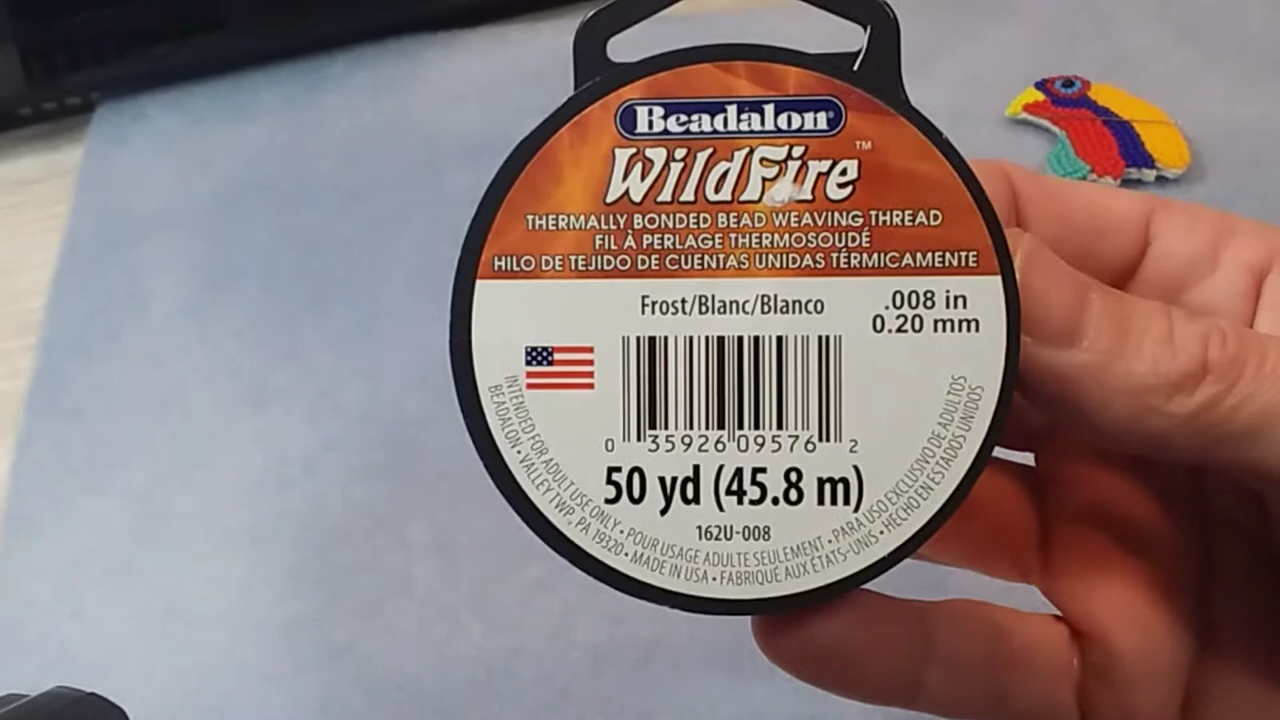 Beadalon
WildFire™
THERMALLY BONDED BEAD WEAVING THREAD
FIL À PERLAGE THERMOSOUDÉ
HILO DE TEJIDO DE CUENTAS UNIDAS TÉRMICAMENTE
Frost/Blanc/Blanco
.008 in
0.20 mm
0 35926 09576 2
50 yd (45.8 m)
162U-008
INTENDED FOR ADULT USE ONLY • POUR USAGE ADULTE SEULEMENT • PARA USO EXCLUSIVO DE ADULTOS
BEADALON • VALLEY TWP., PA 19320 • MADE IN USA • FABRIQUÉ AUX ÉTATS-UNIS • HECHO EN ESTADOS UNIDOS